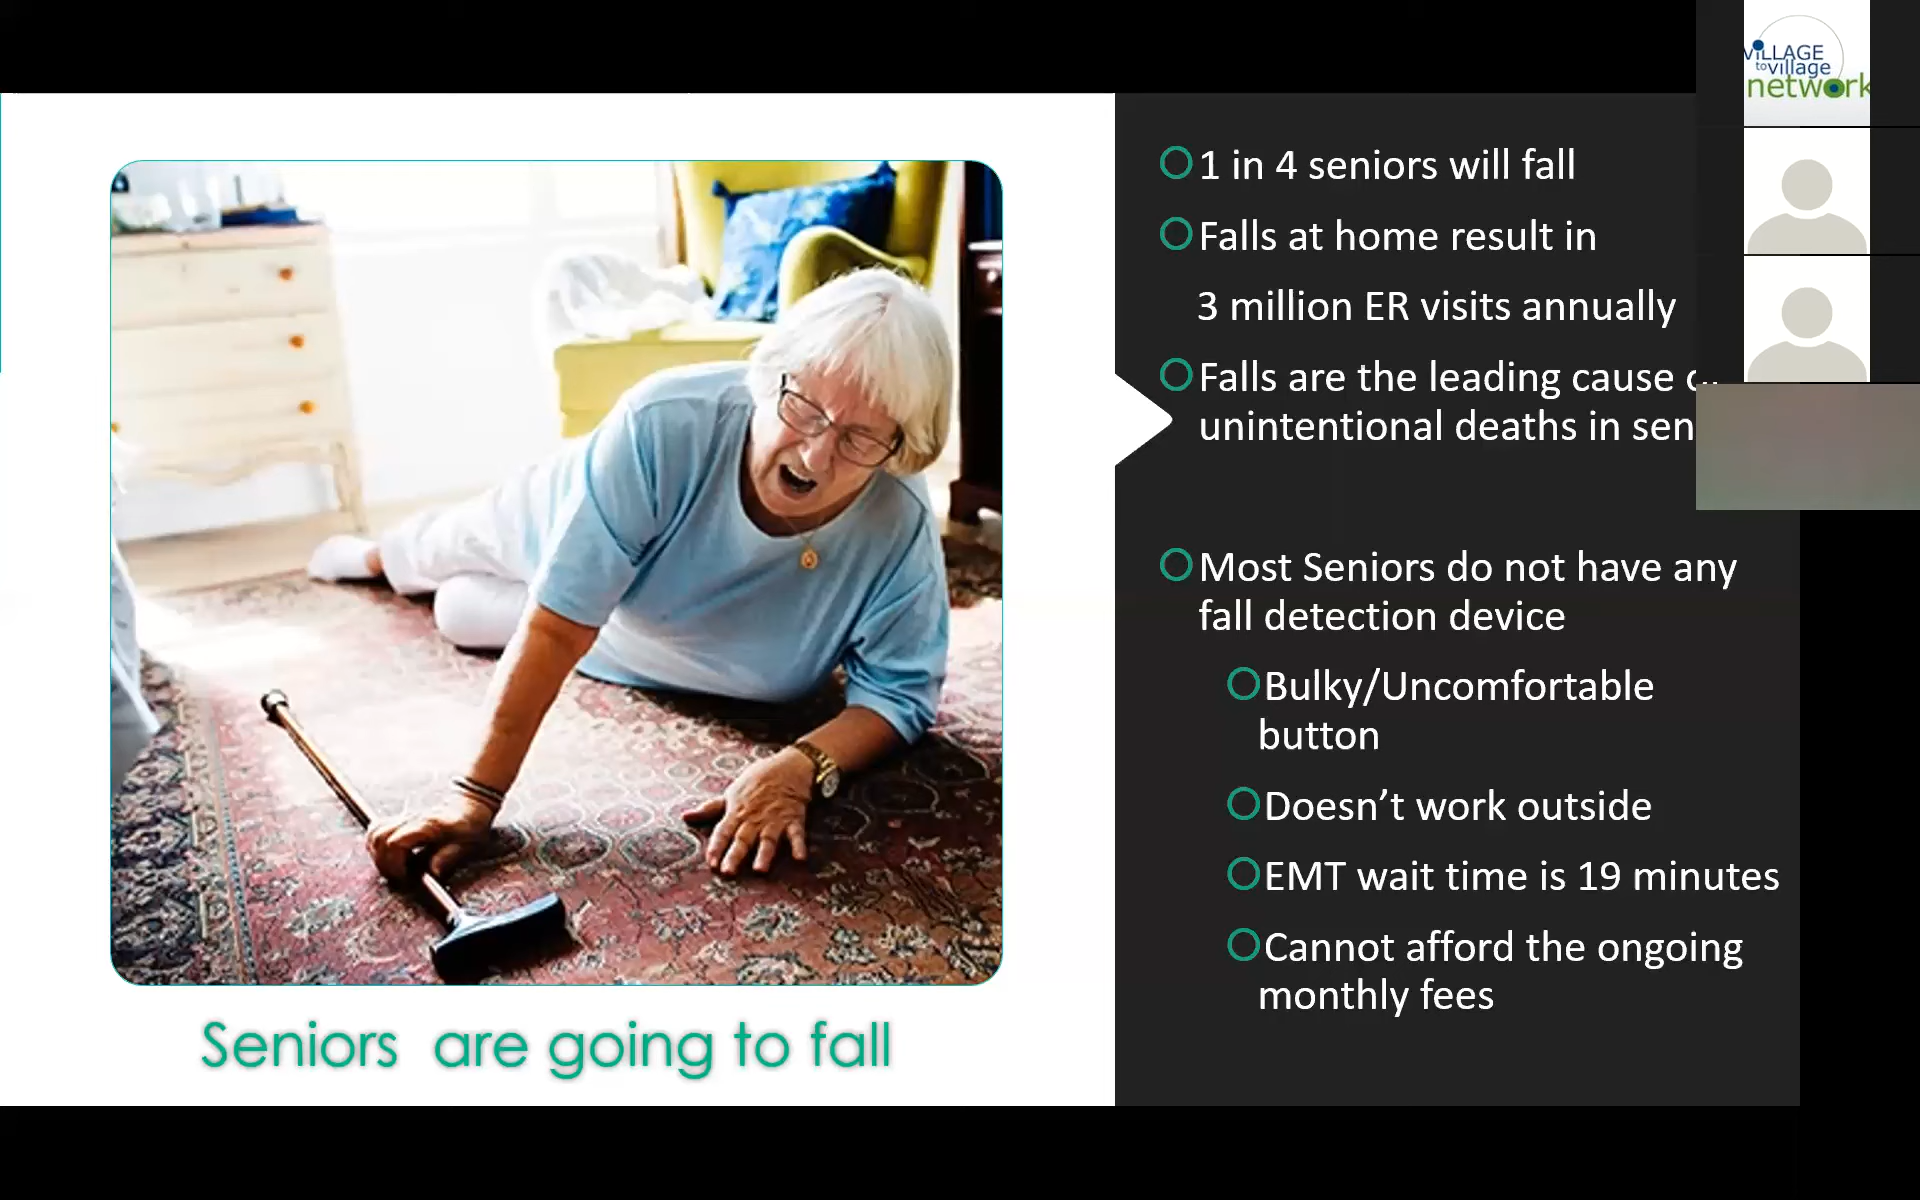 ViLLAGE
to village
network
1 in 4 seniors will fall
Falls at home result in
3 million ER visits annually
Falls are the leading cause
unintentional deaths in sen
Most Seniors do not have any
fall detection device
Bulky/Uncomfortable
button
Doesn’t work outside
EMT wait time is 19 minutes
Cannot afford the ongoing
monthly fees
Seniors are going to fall